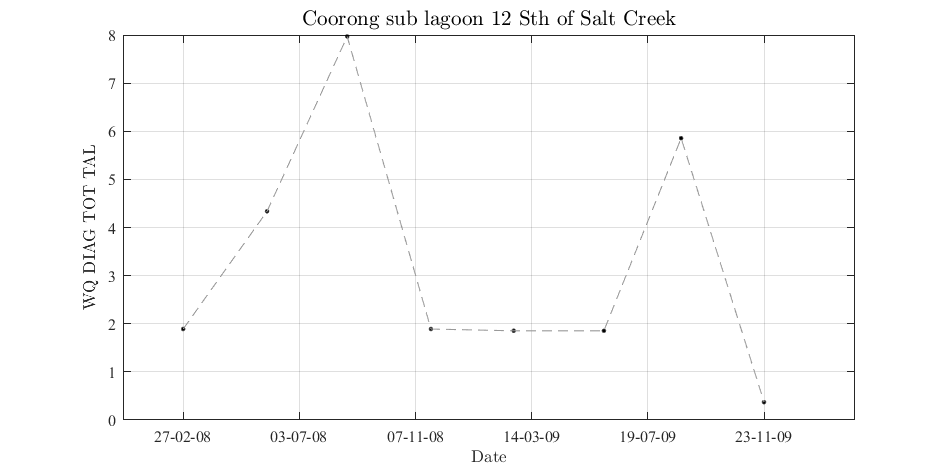 Coorong sub lagoon 12 Sth of Salt Creek
8
7
6
5
4
3
2
1
0
WQ DIAG TOT TAL
27-02-08 03-07-08 07-11-08 14-03-09 19-07-09 23-11-09
Date